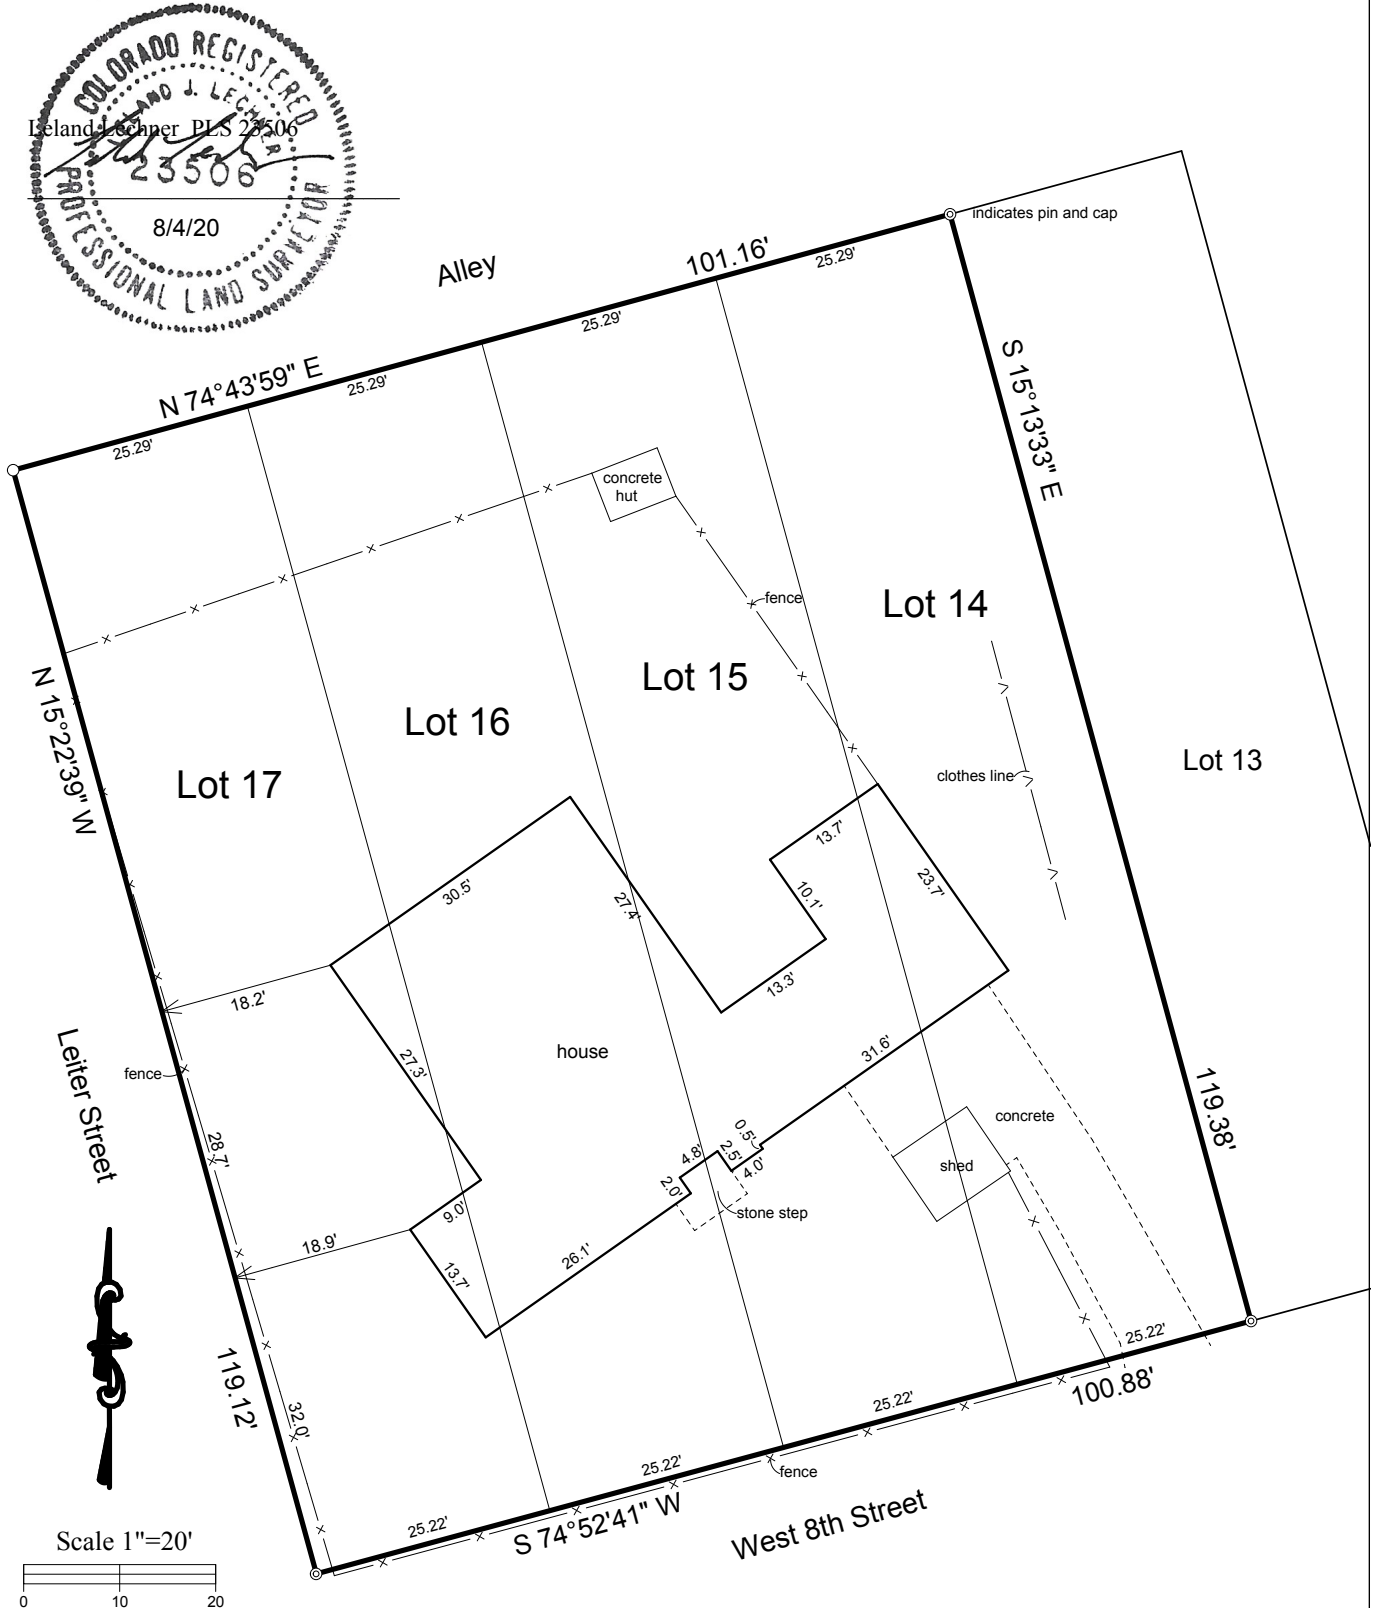 COLORADO REGISTERED
LELAND J. LECHNER
Leland Lechner PLS 23506
23506
8/4/20
PROFESSIONAL LAND SURVEYOR
indicates pin and cap
Alley
101.16'
25.29'
25.29'
N 74°43'59" E
25.29'
25.29'
S 15°13'33" E
concrete
hut
fence
Lot 14
Lot 15
Lot 16
Lot 17
Lot 13
N 15°22'39" W
clothes line
13.7'
23.7'
10.1'
30.5'
27.4'
13.3'
18.2'
house
31.6'
27.3'
Leiter Street
fence
28.7'
concrete
119.38'
shed
0.5'
2.5'
4.0'
4.8'
2.0'
stone step
9.0'
18.9'
26.1'
13.7'
25.22'
100.88'
119.12'
32.0'
25.22'
25.22'
fence
25.22'
S 74°52'41" W
West 8th Street
Scale 1"=20'
0 10 20